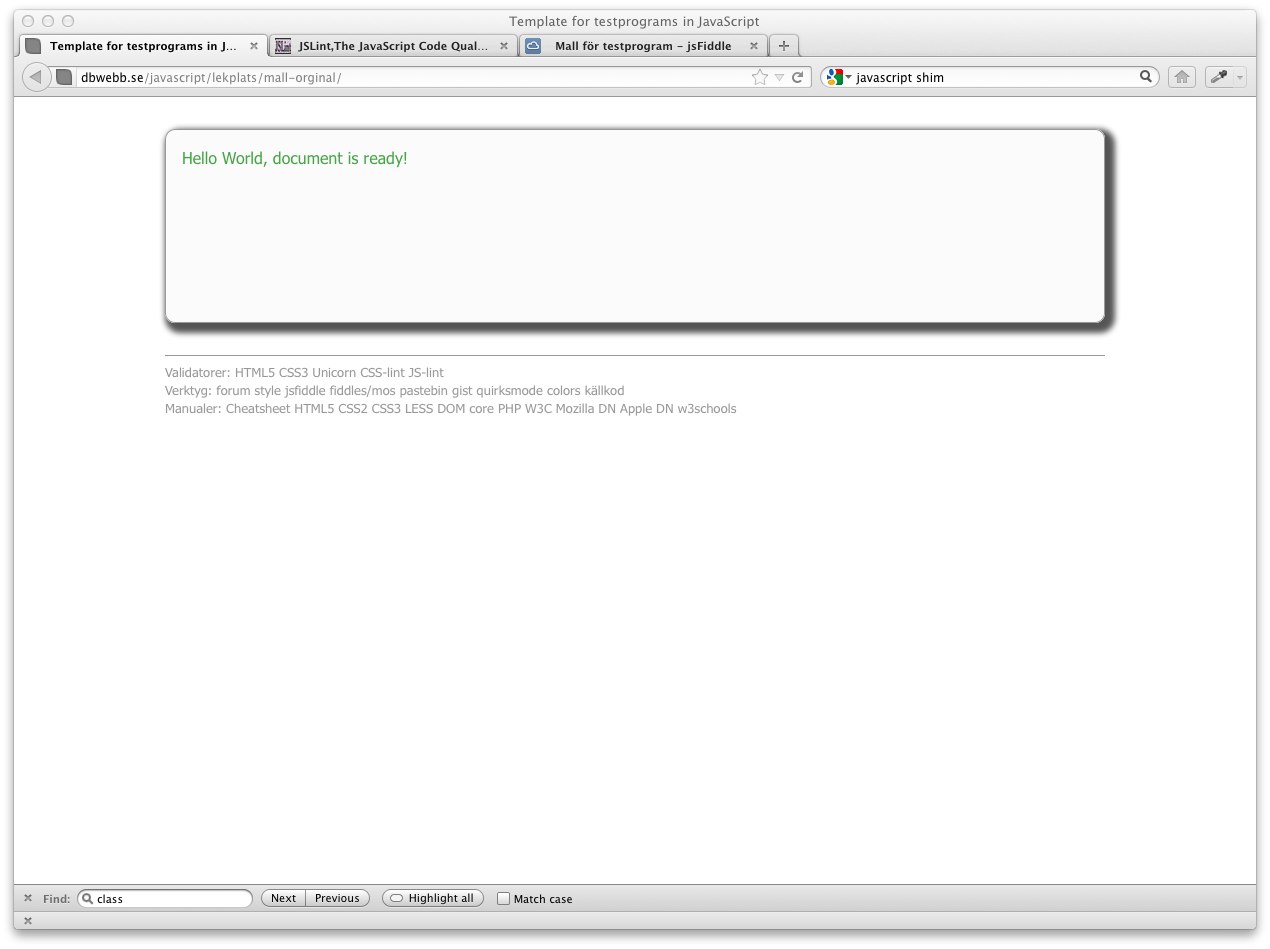 Template for testprograms in JavaScript
Template for testprograms in J...
JSLint,The JavaScript Code Qual...
Mall för testprogram – jsFiddle
dbwebb.se/javascript/lekplats/mall-orginal/
javascript shim
Hello World, document is ready!
Validatorer: HTML5 CSS3 Unicorn CSS-lint JS-lint
Verktyg: forum style jsfiddle fiddles/mos pastebin gist quirksmode colors källkod
Manualer: Cheatsheet HTML5 CSS2 CSS3 LESS DOM core PHP W3C Mozilla DN Apple DN w3schools
Find: class Next Previous Highlight all Match case